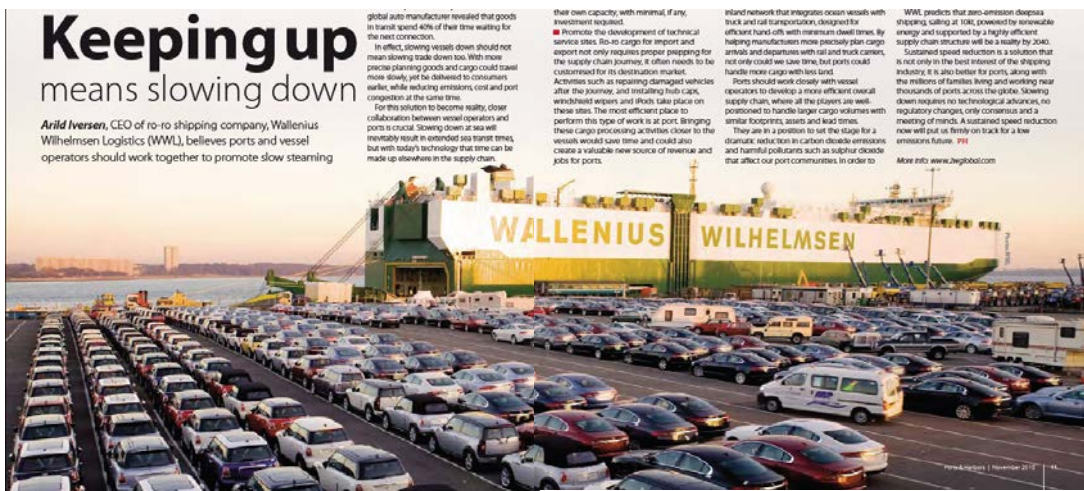 Keeping up
means slowing down
Arild Iversen, CEO of ro-ro shipping company, Wallenius
Wilhelmsen Logistics (WWL), believes ports and vessel
operators should work together to promote slow steaming
global auto manufacturer revealed that goods
in transit spend 40% of their time waiting for
the next connection.
In effect, slowing vessels down should not
mean slowing trade down too. With more
precise planning goods and cargo could travel
more slowly, yet be delivered to consumers
earlier, while reducing emissions, cost and port
congestion at the same time.
For this solution to become reality, closer
collaboration between vessel operators and
ports is crucial. Slowing down at sea will
inevitably result in extended sea transit times,
but with today's technology that time can be
made up elsewhere in the supply chain.
their own capacity, with minimal, if any,
investment required.
■ Promote the development of technical
service sites. Ro-ro cargo for import and
export not only requires proper prepping for
the supply chain journey, it often needs to be
customised for its destination market.
Activities such as repairing damaged vehicles
after the journey, and installing hub caps,
windshield wipers and iPods take place on
these sites. The most efficient place to
perform this type of work is at port. Bringing
these cargo processing activities closer to the
vessels would save time and could also
create a valuable new source of revenue and
jobs for ports.
inland network that integrates ocean vessels with
truck and rail transportation, designed for
efficient hand-offs with minimum dwell times. By
helping manufacturers more precisely plan cargo
arrivals and departures with rail and truck carriers,
not only could we save time, but ports could
handle more cargo with less land.
Ports should work closely with vessel
operators to develop a more efficient overall
supply chain, where all the players are well-
positioned to handle larger cargo volumes with
similar footprints, assets and lead times.
They are in a position to set the stage for a
dramatic reduction in carbon dioxide emissions
and harmful pollutants such as sulphur dioxide
that affect our port communities. In order to
WWL predicts that zero-emission deepsea
shipping, sailing at 10kt, powered by renewable
energy and supported by a highly efficient
supply chain structure will be a reality by 2040.
Sustained speed reduction is a solution that
is not only in the best interest of the shipping
industry, it is also better for ports, along with
the millions of families living and working near
thousands of ports across the globe. Slowing
down requires no technological advances, no
regulatory changes, only consensus and a
meeting of minds. A sustained speed reduction
now will put us firmly on track for a low
emissions future. PH
More info: www.2wglobal.com
WALLENIUS WILHELMSEN
Ports & Harbors | November 2010 | 11